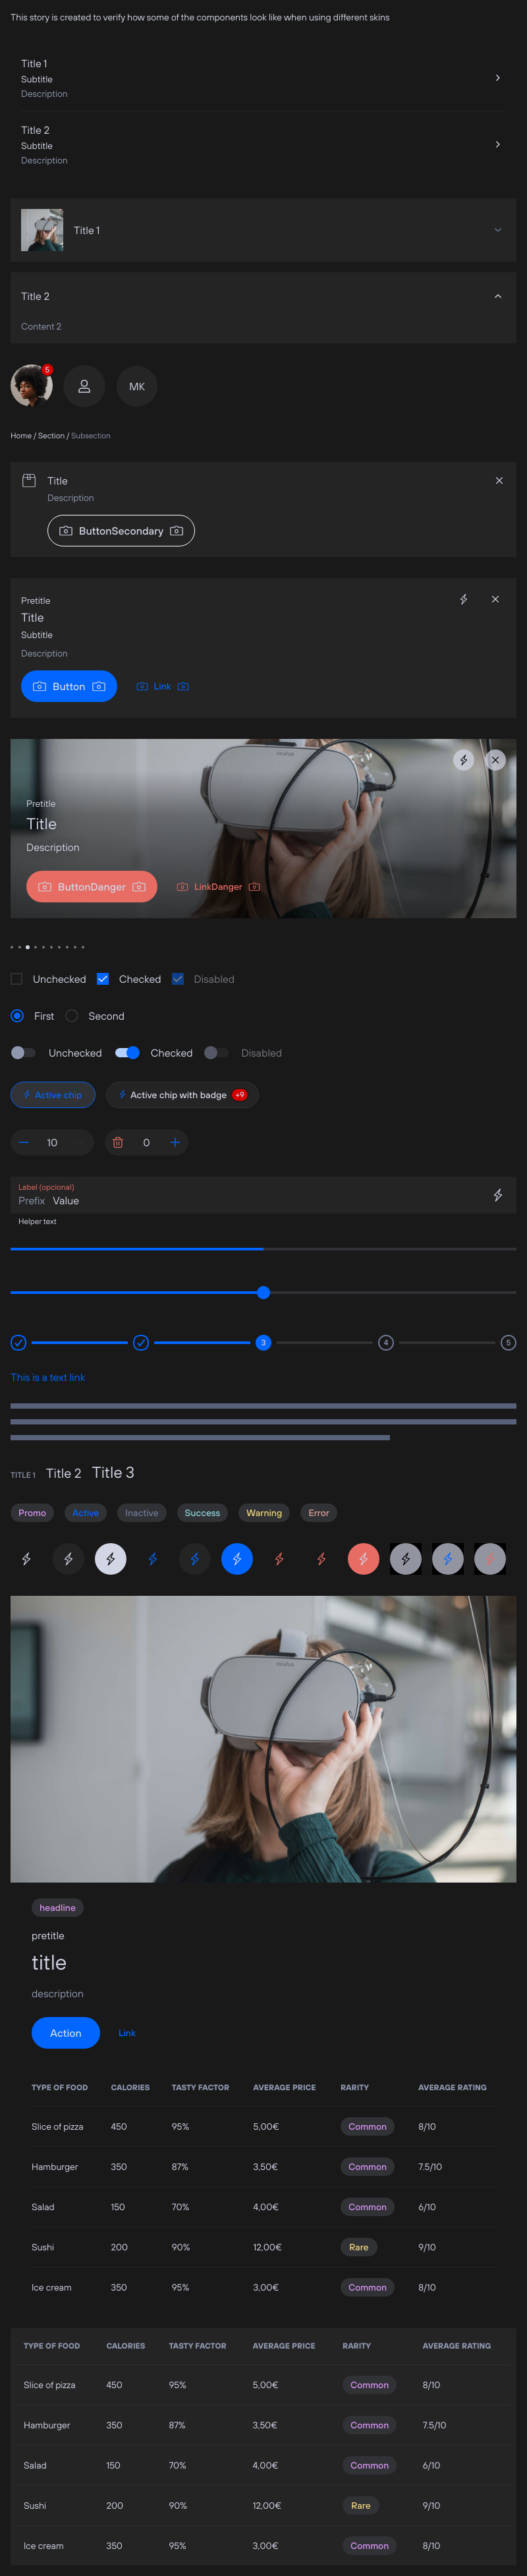 This story is created to verify how some of the components look like when using different skins
Title 1
Subtitle
Description
Title 2
Subtitle
Description
Title 1
Title 2
Content 2
5
MK
Home / Section / Subsection
Title
Description
ButtonSecondary
Pretitle
Title
Subtitle
Description
Button Link
oculus
Pretitle
Title
Description
ButtonDanger LinkDanger
Unchecked Checked Disabled
First Second
Unchecked Checked Disabled
Active chip Active chip with badge +9
10 0
Label (opcional)
Prefix Value
Helper text
3 4 5
This is a text link
TITLE 1 Title 2 Title 3
Promo Active Inactive Success Warning Error
oculus
headline
pretitle
title
description
Action Link
TYPE OF FOOD CALORIES TASTY FACTOR AVERAGE PRICE RARITY AVERAGE RATING
Slice of pizza 450 95% 5,00€ Common 8/10
Hamburger 350 87% 3,50€ Common 7.5/10
Salad 150 70% 4,00€ Common 6/10
Sushi 200 90% 12,00€ Rare 9/10
Ice cream 350 95% 3,00€ Common 8/10
TYPE OF FOOD CALORIES TASTY FACTOR AVERAGE PRICE RARITY AVERAGE RATING
Slice of pizza 450 95% 5,00€ Common 8/10
Hamburger 350 87% 3,50€ Common 7.5/10
Salad 150 70% 4,00€ Common 6/10
Sushi 200 90% 12,00€ Rare 9/10
Ice cream 350 95% 3,00€ Common 8/10